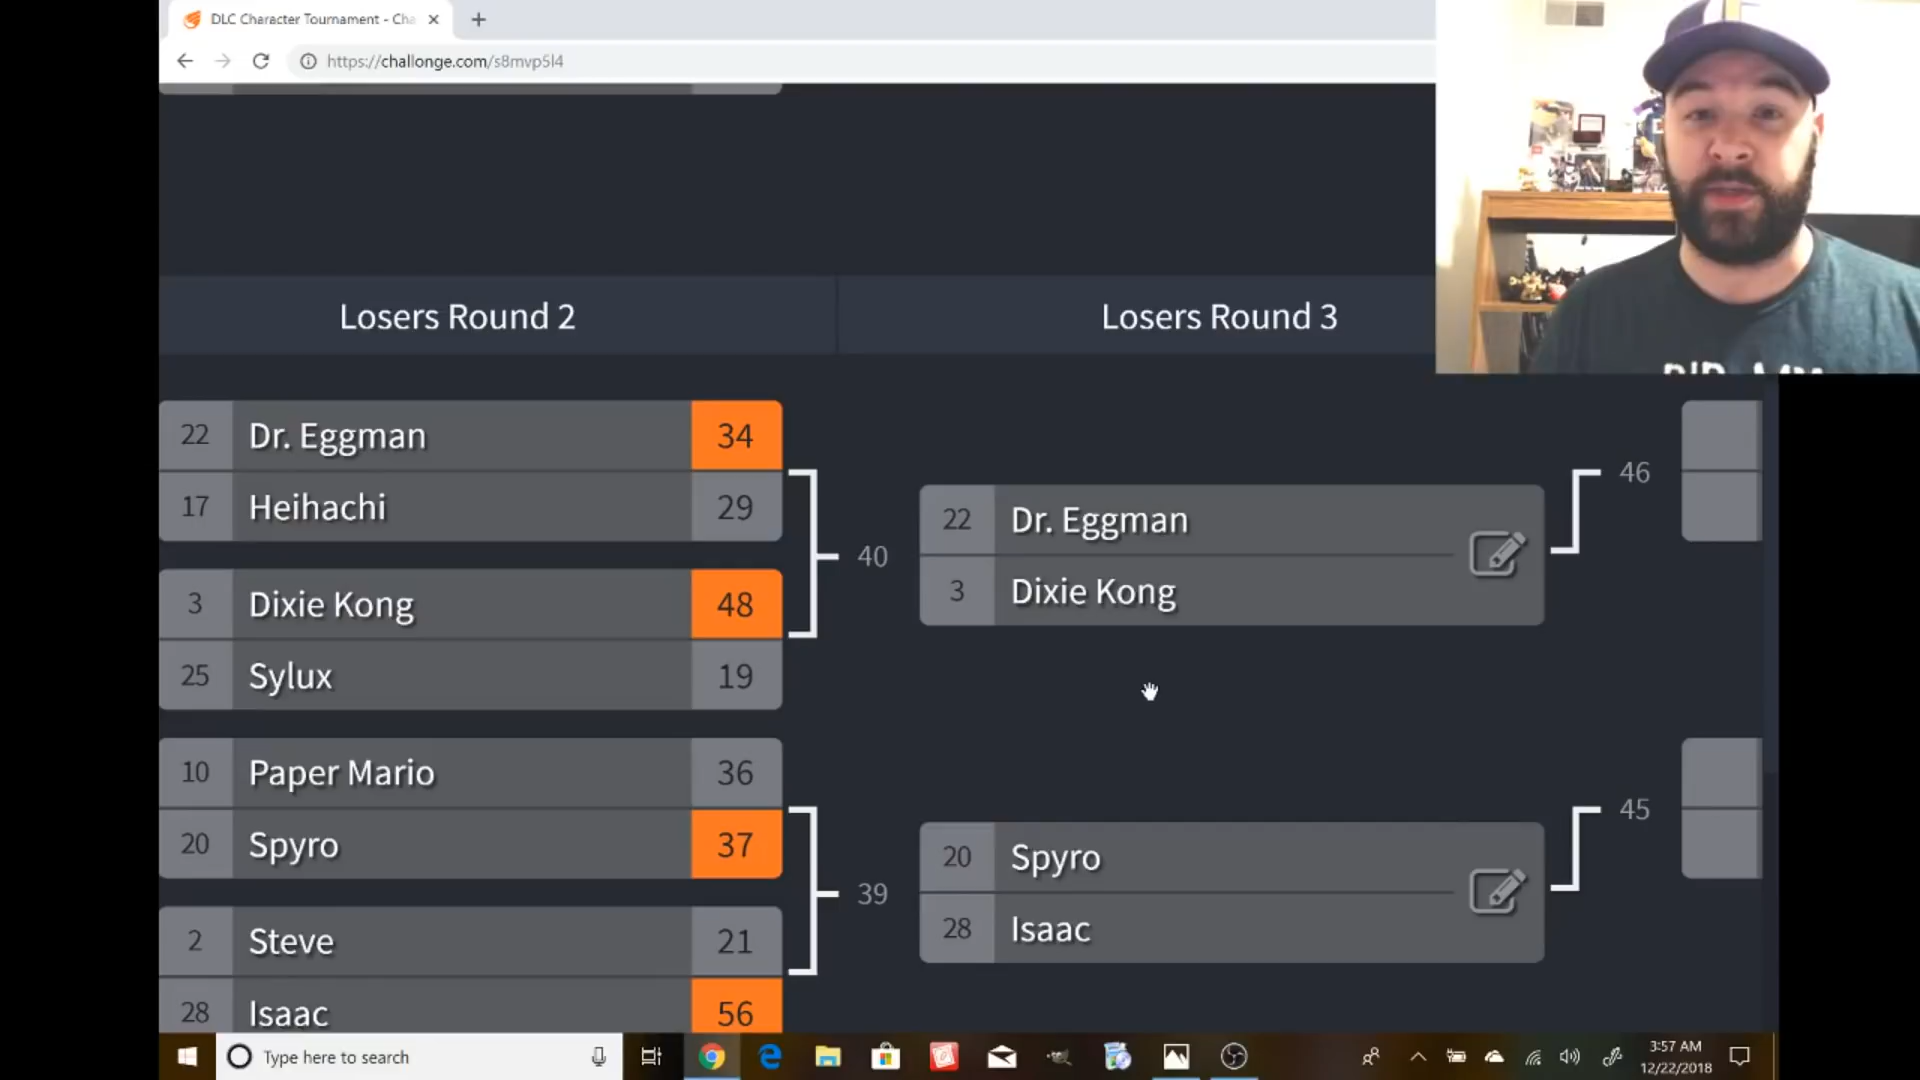 DLC Character Tournament - Cha
https://challonge.com/s8mvp5l4
Losers Round 2
Losers Round 3
22 Dr. Eggman 34
17 Heihachi 29
40
3 Dixie Kong 48
25 Sylux 19
22 Dr. Eggman
3 Dixie Kong
46
10 Paper Mario 36
20 Spyro 37
39
2 Steve 21
28 Isaac 56
20 Spyro
28 Isaac
45
Type here to search
3:57 AM
12/22/2018